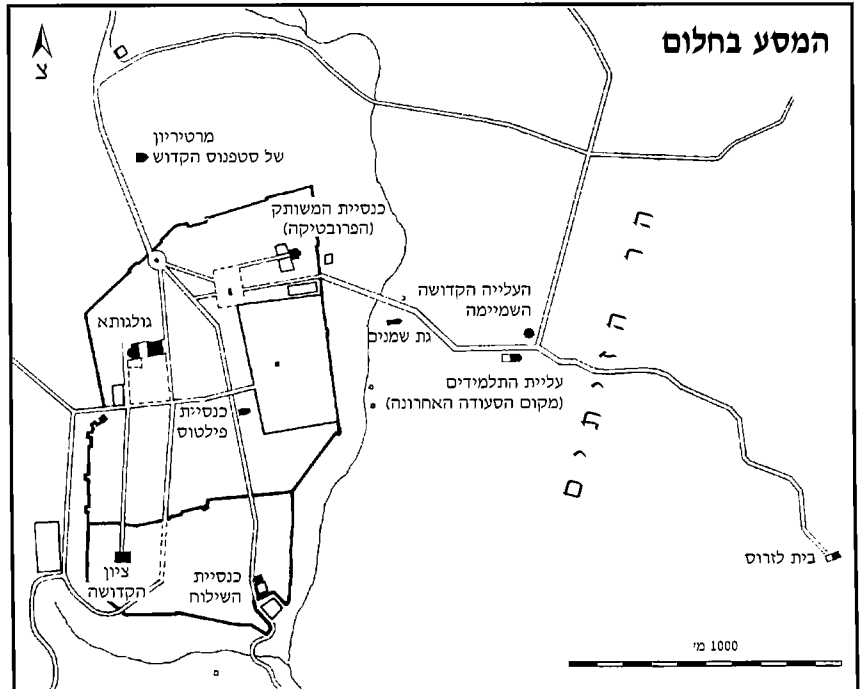 המסע בחלום
צ
מרטיריון
של סטפנוס הקדוש
כנסיית המשותק
(הפרובטיקה)
העלייה הקדושה
השמיימה
גת שמנים
גולגותא
עליית התלמידים
(מקום הסעודה האחרונה)
כנסיית
פילטוס
הר הזיתים
בית לזרוס
ציון
הקדושה
כנסיית
השילוח
1000 מ'